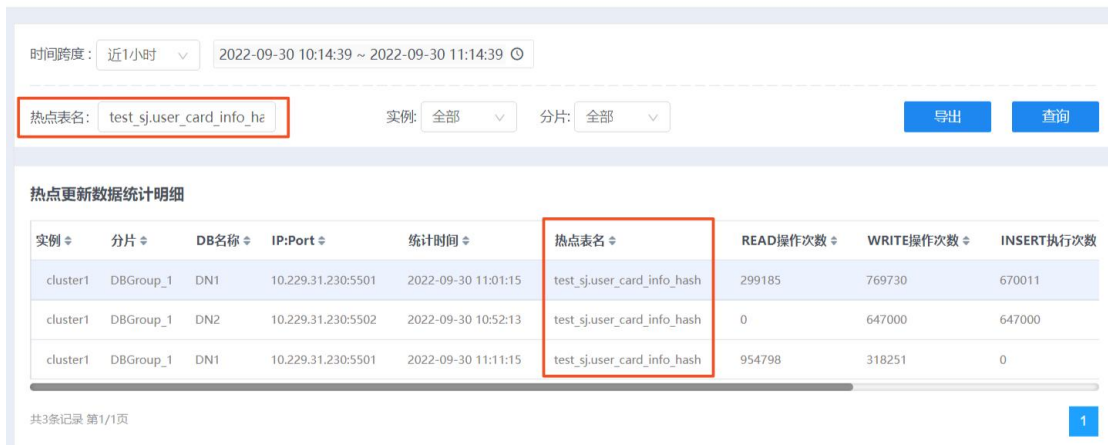 时间跨度： 近1小时 2022-09-30 10:14:39 ~ 2022-09-30 11:14:39
热点表名： test_sj.user_card_info_ha 实例: 全部 分片: 全部 导出 查询
热点更新数据统计明细
实例 分片 DB名称 IP:Port 统计时间 热点表名 READ操作次数 WRITE操作次数 INSERT执行次数
cluster1 DBGroup_1 DN1 10.229.31.230:5501 2022-09-30 11:01:15 test_sj.user_card_info_hash 299185 769730 670011
cluster1 DBGroup_1 DN2 10.229.31.230:5502 2022-09-30 10:52:13 test_sj.user_card_info_hash 0 647000 647000
cluster1 DBGroup_1 DN1 10.229.31.230:5501 2022-09-30 11:11:15 test_sj.user_card_info_hash 954798 318251 0
共3条记录 第1/1页 1